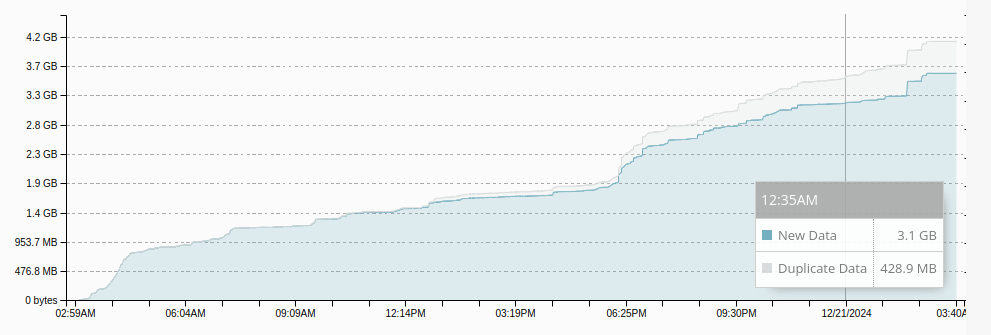 4.2 GB
3.7 GB
3.3 GB
2.8 GB
2.3 GB
1.9 GB
1.4 GB
953.7 MB
476.8 MB
0 bytes
12:35AM
New Data 3.1 GB
Duplicate Data 428.9 MB
02:59AM 06:04AM 09:09AM 12:14PM 03:19PM 06:25PM 09:30PM 12/21/2024 03:40A